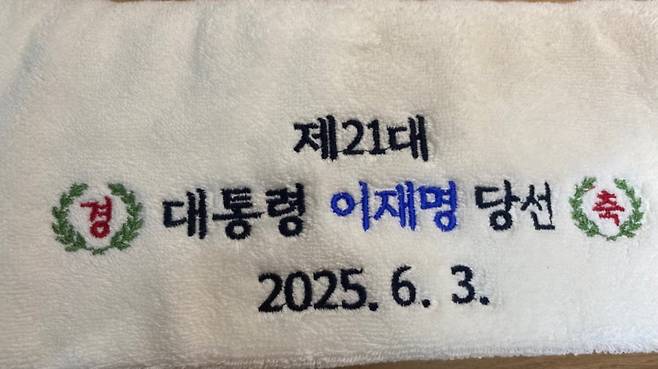 제21대
경 대통령 이재명 당선 축
2025. 6. 3.